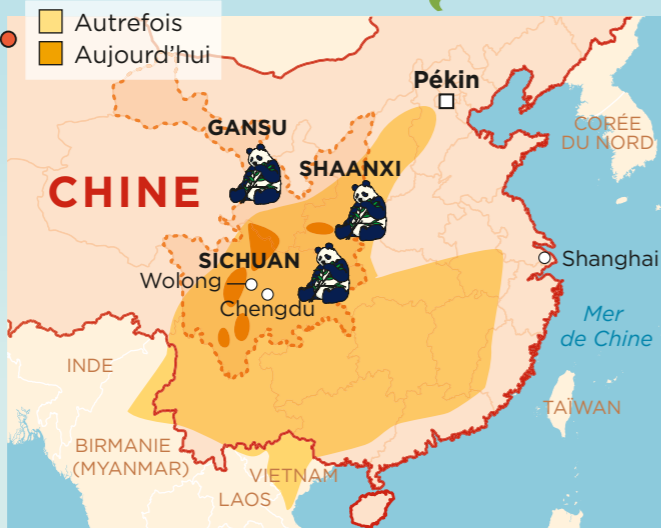 Autrefois
Aujourd'hui
Pékin
GANSU
CORÉE
DU NORD
SHAANXI
CHINE
SICHUAN
Shanghai
Wolong
Chengdu
Mer
de Chine
INDE
TAÏWAN
BIRMANIE
(MYANMAR)
VIETNAM
LAOS